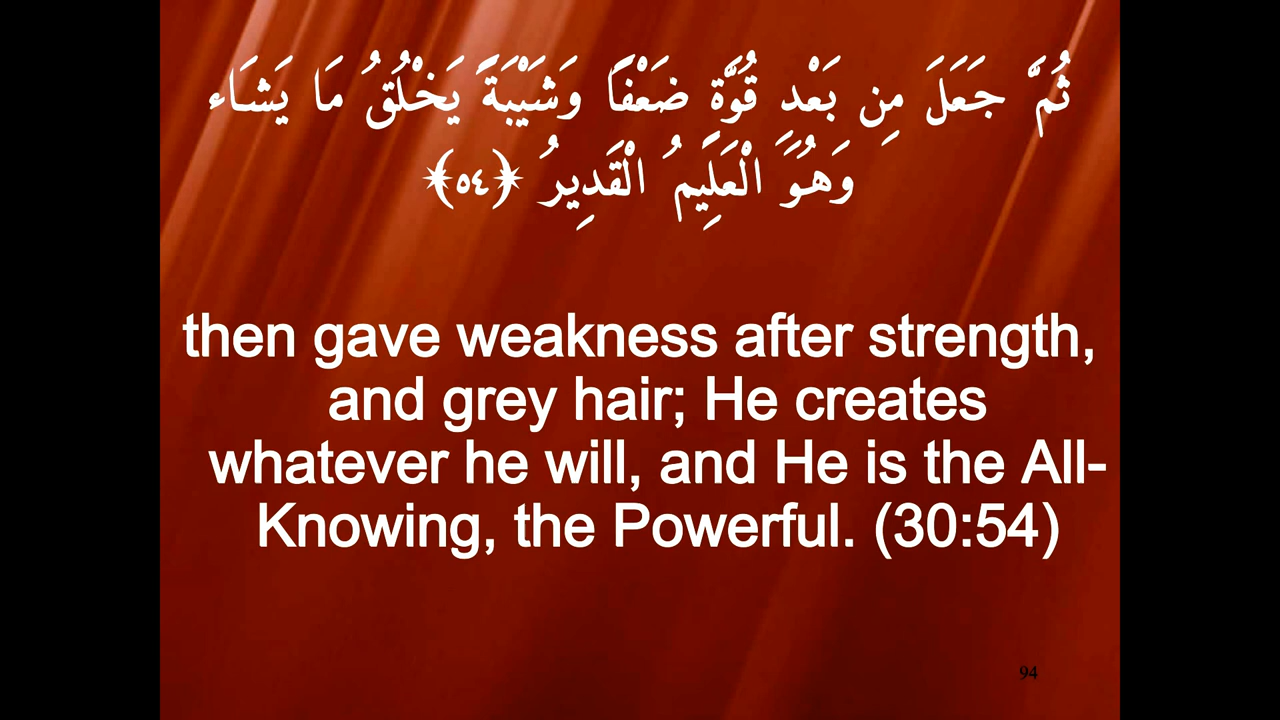 ثُمَّ جَعَلَ مِن بَعْدِ قُوَّةٍ ضَعْفًا وَشَيْبَةً يَخْلُقُ مَا يَشَاء
وَهُوَ الْعَلِيمُ الْقَدِيرُ ﴿٥٤﴾
then gave weakness after strength,
and grey hair; He creates
whatever he will, and He is the All-
Knowing, the Powerful. (30:54)
94